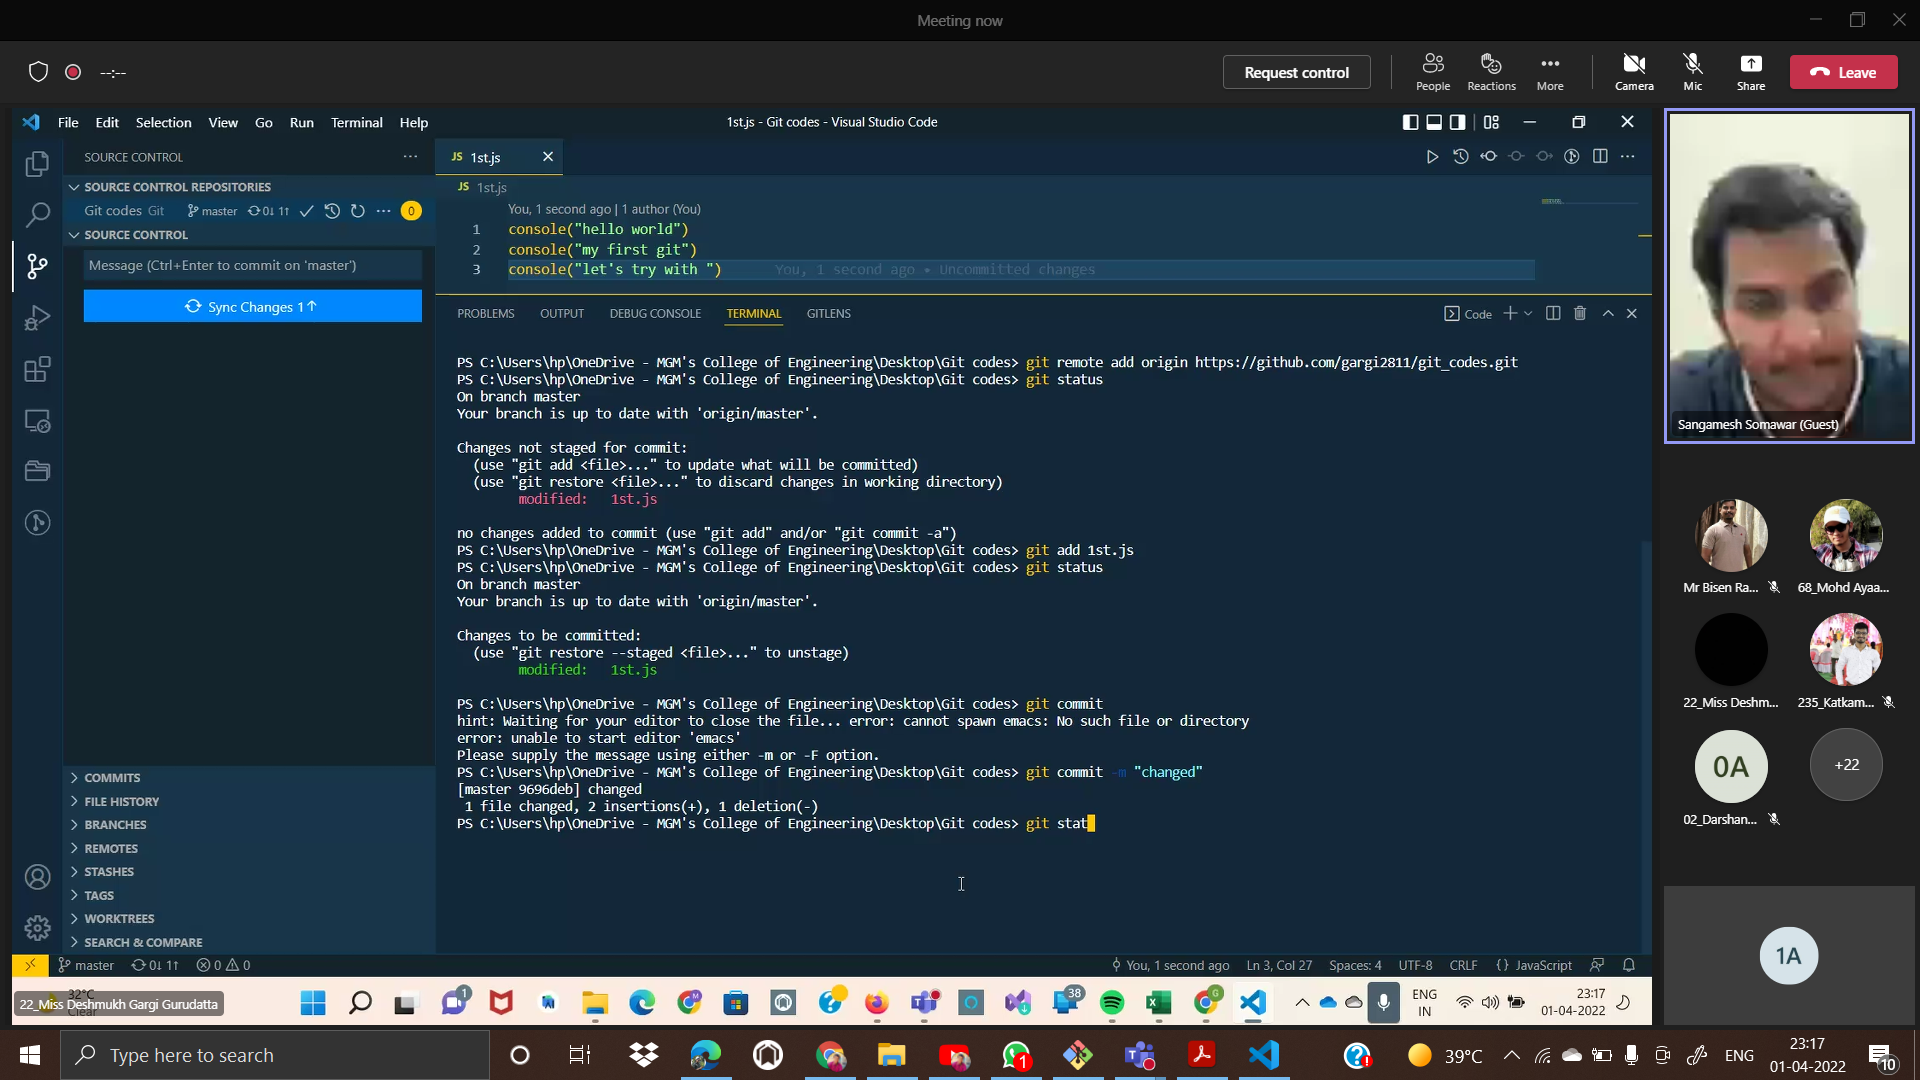 Meeting now
--:--
Request control
People
Reactions
More
Camera
Mic
Share
Leave
File Edit Selection View Go Run Terminal Help
1st.js - Git codes - Visual Studio Code
SOURCE CONTROL
SOURCE CONTROL REPOSITORIES
Git codes Git master 0↓ 1↑ 0
SOURCE CONTROL
Message (Ctrl+Enter to commit on 'master')
Sync Changes 1↑
COMMITS
FILE HISTORY
BRANCHES
REMOTES
STASHES
TAGS
WORKTREES
SEARCH & COMPARE
JS 1st.js
JS 1st.js
You, 1 second ago | 1 author (You)
1 console("hello world")
2 console("my first git")
3 console("let's try with ") You, 1 second ago • Uncommitted changes
PROBLEMS OUTPUT DEBUG CONSOLE TERMINAL GITLENS
Code
PS C:\Users\hp\OneDrive - MGM's College of Engineering\Desktop\Git codes> git remote add origin https://github.com/gargi2811/git_codes.git
PS C:\Users\hp\OneDrive - MGM's College of Engineering\Desktop\Git codes> git status
On branch master
Your branch is up to date with 'origin/master'.
Changes not staged for commit:
(use "git add <file>..." to update what will be committed)
(use "git restore <file>..." to discard changes in working directory)
modified: 1st.js
no changes added to commit (use "git add" and/or "git commit -a")
PS C:\Users\hp\OneDrive - MGM's College of Engineering\Desktop\Git codes> git add 1st.js
PS C:\Users\hp\OneDrive - MGM's College of Engineering\Desktop\Git codes> git status
On branch master
Your branch is up to date with 'origin/master'.
Changes to be committed:
(use "git restore --staged <file>..." to unstage)
modified: 1st.js
PS C:\Users\hp\OneDrive - MGM's College of Engineering\Desktop\Git codes> git commit
hint: Waiting for your editor to close the file... error: cannot spawn emacs: No such file or directory
error: unable to start editor 'emacs'
Please supply the message using either -m or -F option.
PS C:\Users\hp\OneDrive - MGM's College of Engineering\Desktop\Git codes> git commit -m "changed"
[master 9696deb] changed
1 file changed, 2 insertions(+), 1 deletion(-)
PS C:\Users\hp\OneDrive - MGM's College of Engineering\Desktop\Git codes> git stat
master 0↓ 1↑ 0 0
You, 1 second ago Ln 3, Col 27 Spaces: 4 UTF-8 CRLF {} JavaScript
Sangamesh Somawar (Guest)
Mr Bisen Ra...
68_Mohd Ayaa...
22_Miss Deshm...
235_Katkam...
0A
+22
02_Darshan...
1A
32°C
Clear
22_Miss Deshmukh Gargi Gurudatta
1
38
G
ENG
IN
23:17
01-04-2022
Type here to search
1
39°C
ENG
23:17
01-04-2022
10